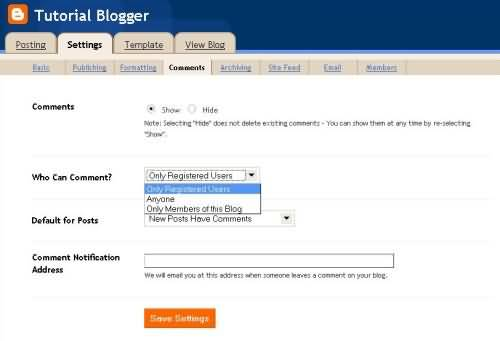 Tutorial Blogger
Posting Settings Template View Blog
Basic Publishing Formatting Comments Archiving Site Feed Email Members
Comments Show Hide
Note: Selecting "Hide" does not delete existing comments - You can show them at any time by re-selecting
"Show".
Who Can Comment? Only Registered Users
Only Registered Users
Anyone
Only Members of this Blog
Default for Posts New Posts Have Comments
Comment Notification
Address
We will email you at this address when someone leaves a comment on your blog.
Save Settings